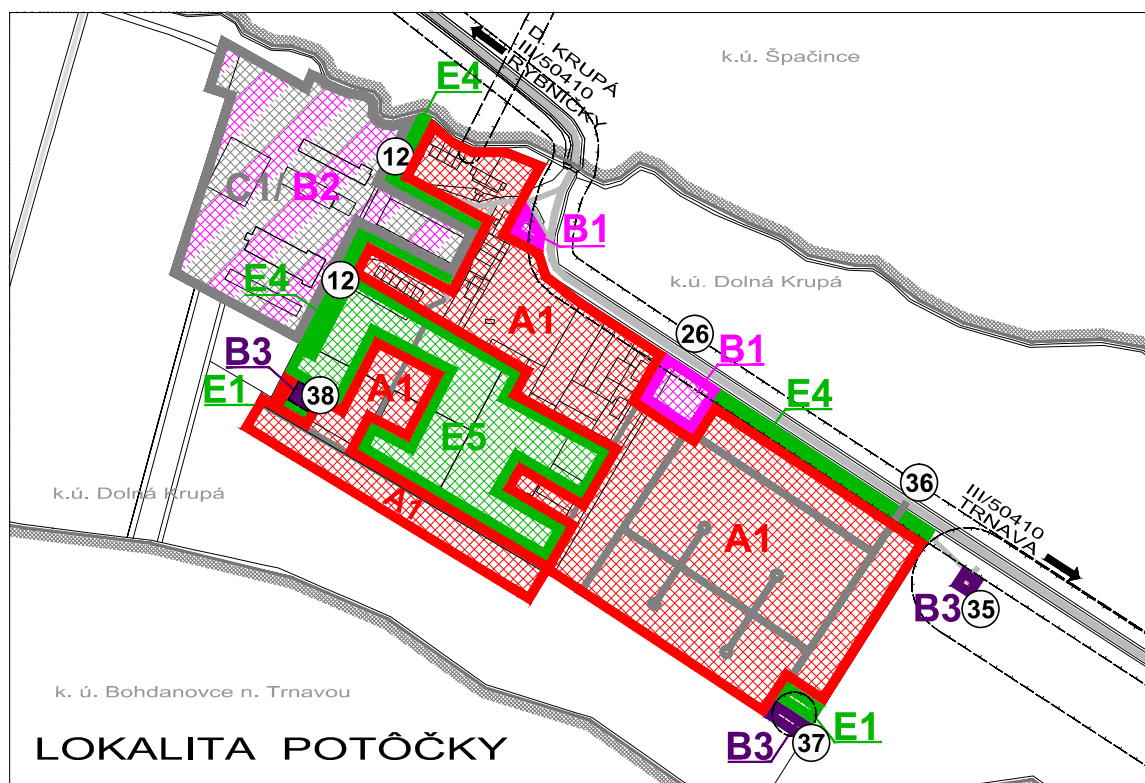 k.ú. Špačince
D. KRUPÁ
III/50410
RYBNÍČKY
E4
12
C1/ B2
B1
k.ú. Dolná Krupá
E4
12
A1
26
B1
B3
E1
38
A1
E5
E4
36
III/50410
TRNAVA
k.ú. Dolná Krupá
A1
A1
B3
35
k. ú. Bohdanovce n. Trnavou
E1
B3
37
LOKALITA POTÔČKY